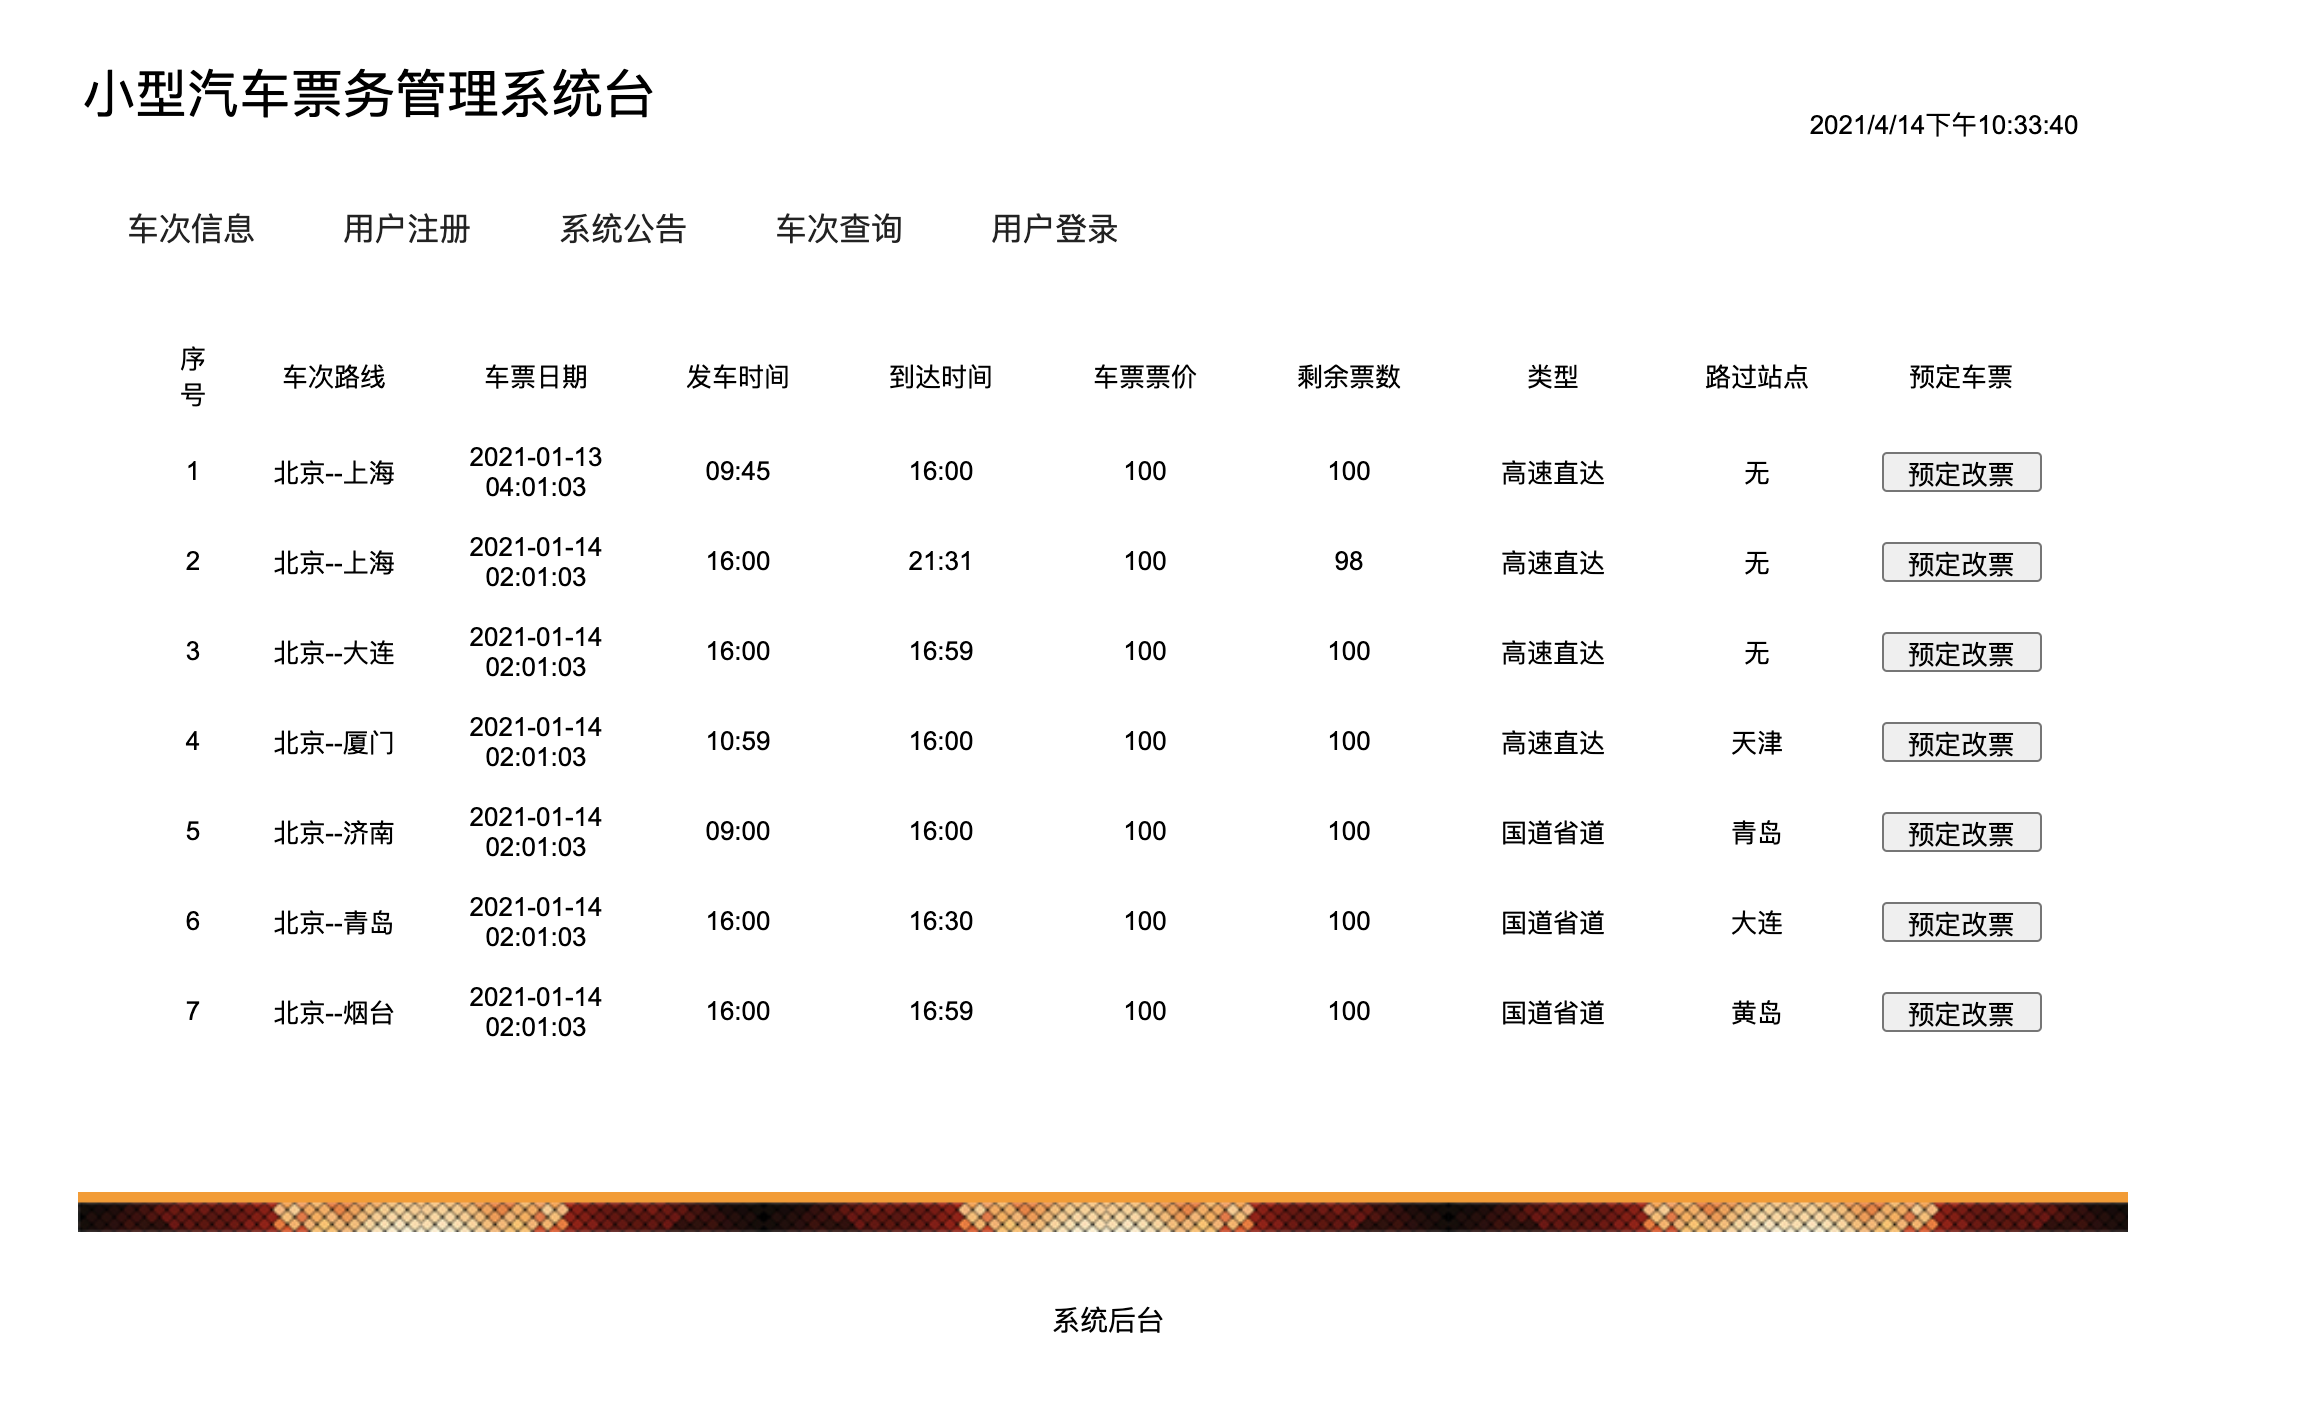 小型汽车票务管理系统台
2021/4/14下午10:33:40
车次信息 用户注册 系统公告 车次查询 用户登录
序号 车次路线 车票日期 发车时间 到达时间 车票票价 剩余票数 类型 路过站点 预定车票
1 北京--上海 2021-01-13 04:01:03 09:45 16:00 100 100 高速直达 无 预定改票
2 北京--上海 2021-01-14 02:01:03 16:00 21:31 100 98 高速直达 无 预定改票
3 北京--大连 2021-01-14 02:01:03 16:00 16:59 100 100 高速直达 无 预定改票
4 北京--厦门 2021-01-14 02:01:03 10:59 16:00 100 100 高速直达 天津 预定改票
5 北京--济南 2021-01-14 02:01:03 09:00 16:00 100 100 国道省道 青岛 预定改票
6 北京--青岛 2021-01-14 02:01:03 16:00 16:30 100 100 国道省道 大连 预定改票
7 北京--烟台 2021-01-14 02:01:03 16:00 16:59 100 100 国道省道 黄岛 预定改票
系统后台